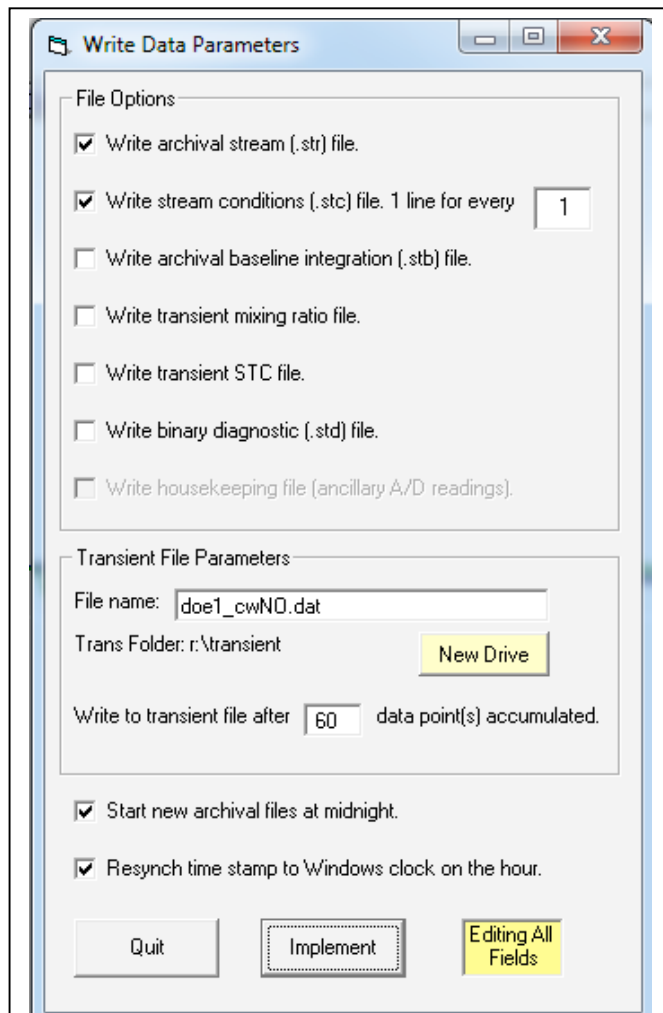 Write Data Parameters
File Options
Write archival stream (.str) file.
Write stream conditions (.stc) file. 1 line for every 1
Write archival baseline integration (.stb) file.
Write transient mixing ratio file.
Write transient STC file.
Write binary diagnostic (.std) file.
Write housekeeping file (ancillary A/D readings).
Transient File Parameters
File name: doe1_cwNO.dat
Trans Folder: r:\transient
New Drive
Write to transient file after 60 data point(s) accumulated.
Start new archival files at midnight.
Resynch time stamp to Windows clock on the hour.
Quit
Implement
Editing All
Fields